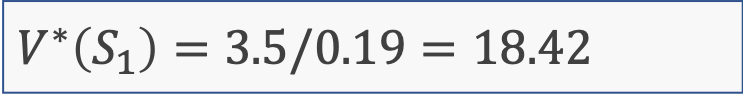 V*(S₁) = 3.5/0.19 = 18.42